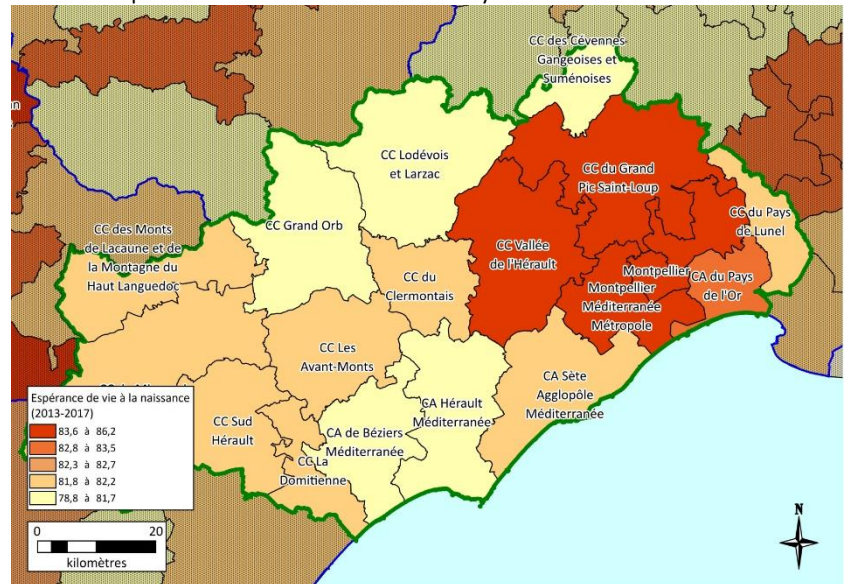 CC des Cévennes
Gangeoises et
Suménoises
CC Lodévois
et Larzac
CC du Grand
Pic Saint-Loup
CC du Pays
de Lunel
CC Grand Orb
CC des Monts
de Lacaune et de
la Montagne du
Haut Languedoc
CC Vallée
de l'Hérault
CC du
Clermontais
Montpellier
CA du Pays
de l'Or
Montpellier
Méditerranée
Métropole
CC Les
Avant-Monts
CA Sète
Agglopôle
Méditerranée
CA Hérault
Méditerranée
CC Sud
Hérault
CA de Béziers
Méditerranée
CC La
Domitienne
Espérance de vie à la naissance
(2013-2017)
83,6 à 86,2
82,8 à 83,5
82,3 à 82,7
81,8 à 82,2
78,8 à 81,7
0 20
kilomètres
N